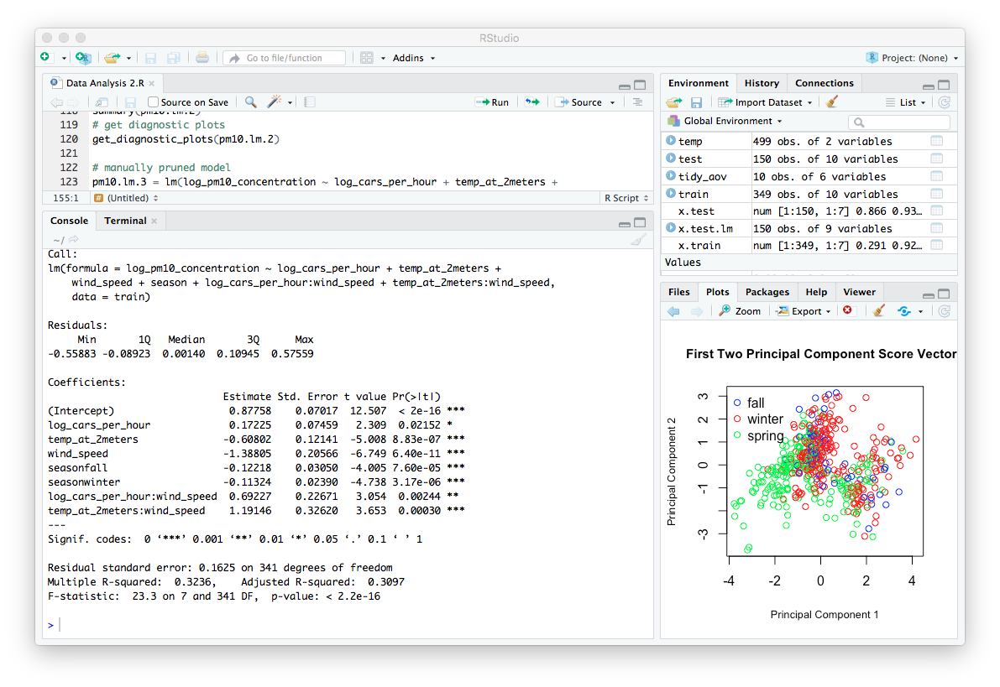 RStudio
Go to file/function
Addins
Project: (None)
Data Analysis 2.R
Source on Save
Run
Source
118 summary(pm10.lm.2)
119 # get diagnostic plots
120 get_diagnostic_plots(pm10.lm.2)
121
122 # manually pruned model
123 pm10.lm.3 = lm(log_pm10_concentration ~ log_cars_per_hour + temp_at_2meters +
155:1 # (Untitled) R Script
Console Terminal
~/
Call:
lm(formula = log_pm10_concentration ~ log_cars_per_hour + temp_at_2meters +
    wind_speed + season + log_cars_per_hour:wind_speed + temp_at_2meters:wind_speed,
    data = train)
Residuals:
     Min       1Q   Median       3Q      Max
-0.55883 -0.08923  0.00140  0.10945  0.57559
Coefficients:
                             Estimate Std. Error t value Pr(>|t|)
(Intercept)                   0.87758    0.07017  12.507  < 2e-16 ***
log_cars_per_hour             0.17225    0.07459   2.309  0.02152 *
temp_at_2meters              -0.60802    0.12141  -5.008 8.83e-07 ***
wind_speed                   -1.38805    0.20566  -6.749 6.40e-11 ***
seasonfall                   -0.12218    0.03050  -4.005 7.60e-05 ***
seasonwinter                 -0.11324    0.02390  -4.738 3.17e-06 ***
log_cars_per_hour:wind_speed  0.69227    0.22671   3.054  0.00244 **
temp_at_2meters:wind_speed    1.19146    0.32620   3.653  0.00030 ***
---
Signif. codes:  0 ‘***’ 0.001 ‘**’ 0.01 ‘*’ 0.05 ‘.’ 0.1 ‘ ’ 1
Residual standard error: 0.1625 on 341 degrees of freedom
Multiple R-squared:  0.3236,    Adjusted R-squared:  0.3097
F-statistic:  23.3 on 7 and 341 DF,  p-value: < 2.2e-16
>
Environment History Connections
Import Dataset List
Global Environment
temp 499 obs. of 2 variables
test 150 obs. of 10 variables
tidy_aov 10 obs. of 6 variables
train 349 obs. of 10 variables
x.test num [1:150, 1:7] 0.866 0.93…
x.test.lm 150 obs. of 9 variables
x.train num [1:349, 1:7] 0.291 0.92…
Values
Files Plots Packages Help Viewer
Zoom Export
First Two Principal Component Score Vector
fall
winter
spring
Principal Component 2
3
2
1
0
-1
-3
-4 -2 0 2 4
Principal Component 1